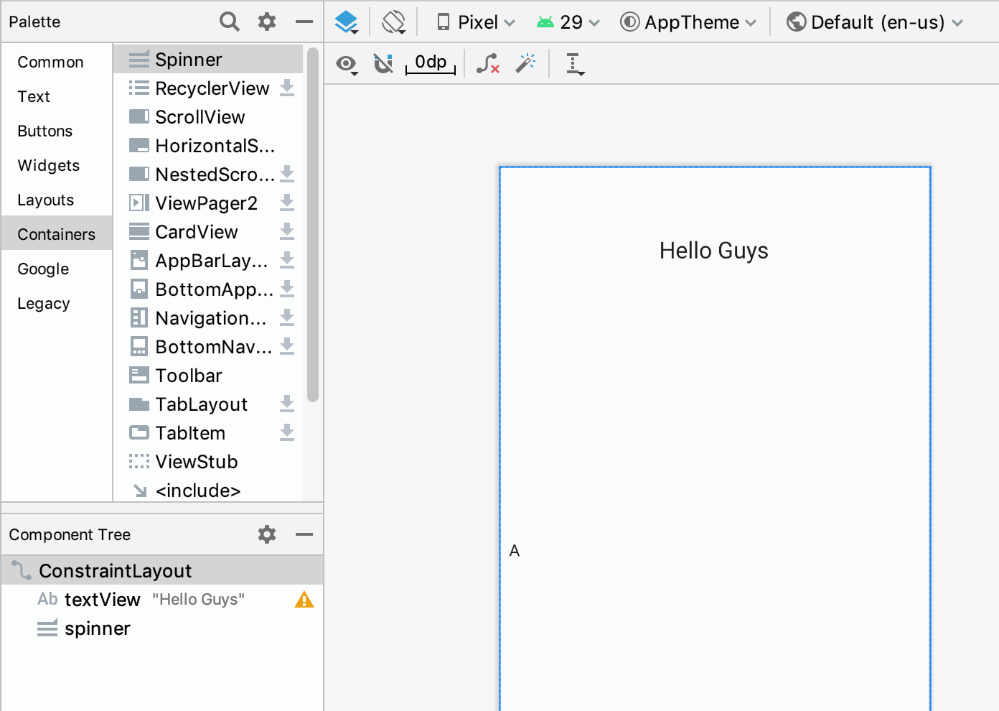 Palette
Pixel
29
AppTheme
Default (en-us)
0dp
Common
Text
Buttons
Widgets
Layouts
Containers
Google
Legacy
Spinner
RecyclerView
ScrollView
HorizontalS...
NestedScro...
ViewPager2
CardView
AppBarLay...
BottomApp...
Navigation...
BottomNav...
Toolbar
TabLayout
TabItem
ViewStub
<include>
Component Tree
ConstraintLayout
Ab textView "Hello Guys"
spinner
Hello Guys
A